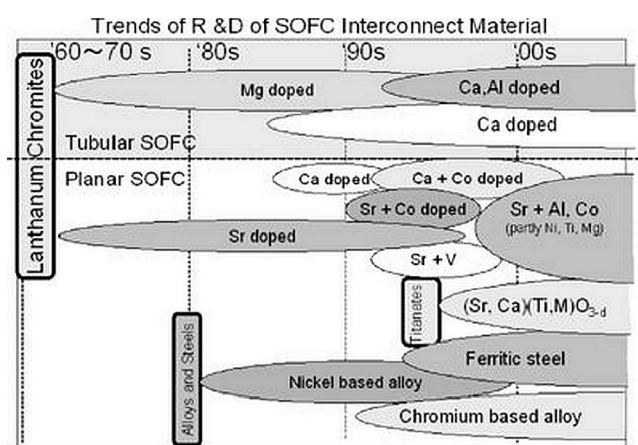 Trends of R &D of SOFC Interconnect Material
'60～70 s '80s '90s '00s
Lanthanum Chromites
Mg doped
Ca,Al doped
Ca doped
Tubular SOFC
Planar SOFC
Ca doped
Ca + Co doped
Sr + Co doped
Sr + Al, Co
(partly Ni, Ti, Mg)
Sr doped
Sr + V
Titanates
(Sr, Ca)(Ti,M)O3-d
Alloys and Steels
Ferritic steel
Nickel based alloy
Chromium based alloy